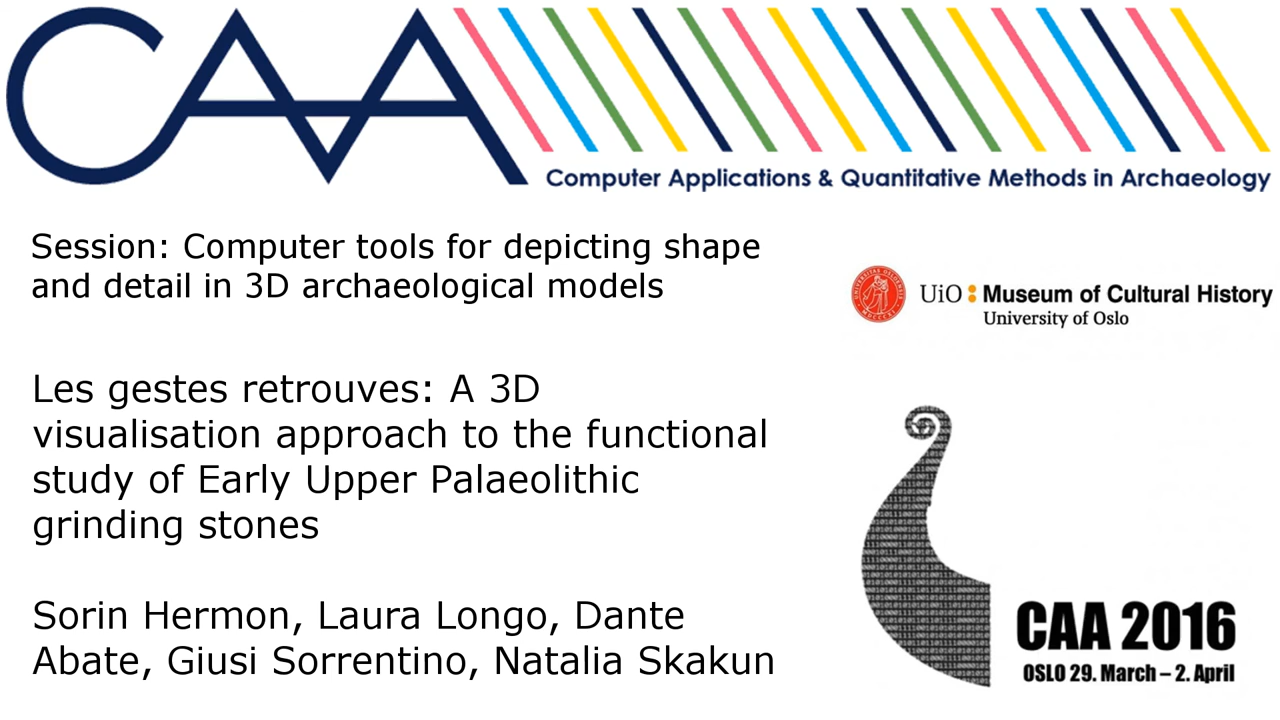 CAA
Computer Applications & Quantitative Methods in Archaeology
Session: Computer tools for depicting shape
and detail in 3D archaeological models
UiO Museum of Cultural History
University of Oslo
Les gestes retrouves: A 3D
visualisation approach to the functional
study of Early Upper Palaeolithic
grinding stones
Sorin Hermon, Laura Longo, Dante
Abate, Giusi Sorrentino, Natalia Skakun
CAA 2016
OSLO 29. March – 2. April